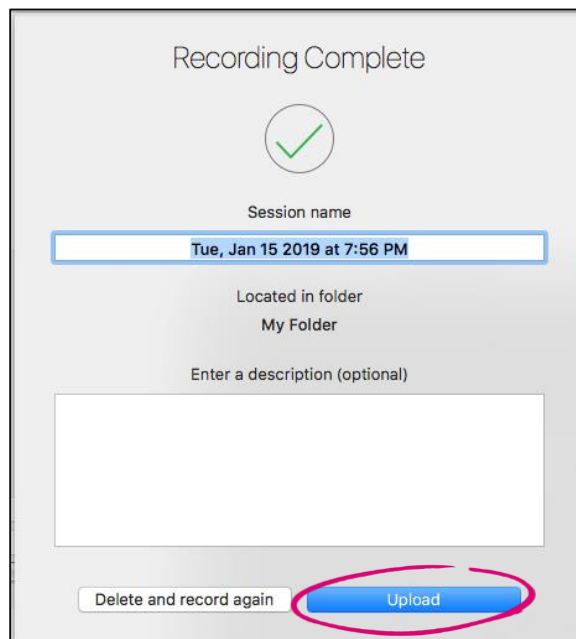 Recording Complete
Session name
Tue, Jan 15 2019 at 7:56 PM
Located in folder
My Folder
Enter a description (optional)
Delete and record again
Upload